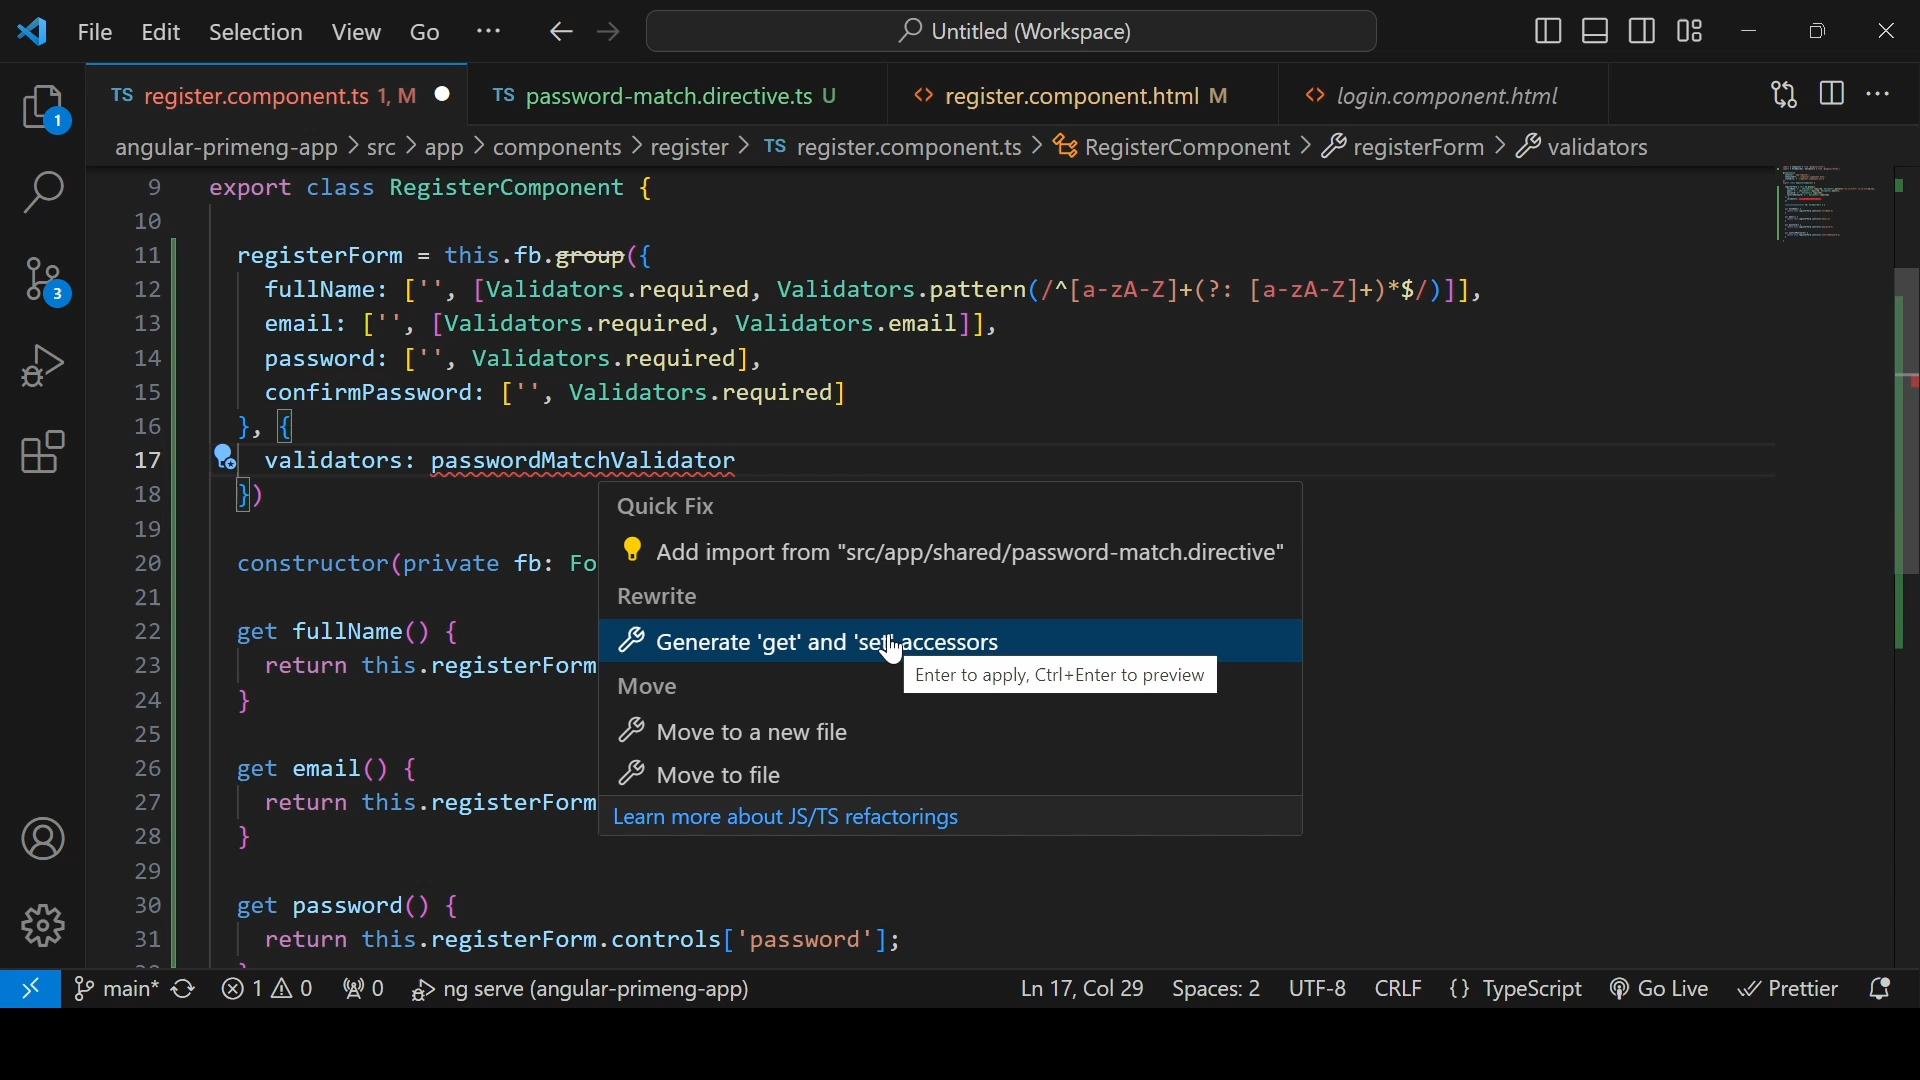 File Edit Selection View Go ··· Untitled (Workspace)
TS register.component.ts 1, M TS password-match.directive.ts U <> register.component.html M <> login.component.html
angular-primeng-app > src > app > components > register > TS register.component.ts > RegisterComponent > registerForm > validators
9 export class RegisterComponent {
10
11 registerForm = this.fb.group({
12 fullName: ['', [Validators.required, Validators.pattern(/^[a-zA-Z]+(?: [a-zA-Z]+)*$/)]],
13 email: ['', [Validators.required, Validators.email]],
14 password: ['', Validators.required],
15 confirmPassword: ['', Validators.required]
16 }, {
17 validators: passwordMatchValidator
18 })
19
20 constructor(private fb: Fo
21
22 get fullName() {
23 return this.registerForm
24 }
25
26 get email() {
27 return this.registerForm
28 }
29
30 get password() {
31 return this.registerForm.controls['password'];
Quick Fix
Add import from "src/app/shared/password-match.directive"
Rewrite
Generate 'get' and 'set' accessors
Enter to apply, Ctrl+Enter to preview
Move
Move to a new file
Move to file
Learn more about JS/TS refactorings
1
3
main* 1 0 0 ng serve (angular-primeng-app) Ln 17, Col 29 Spaces: 2 UTF-8 CRLF {} TypeScript Go Live Prettier